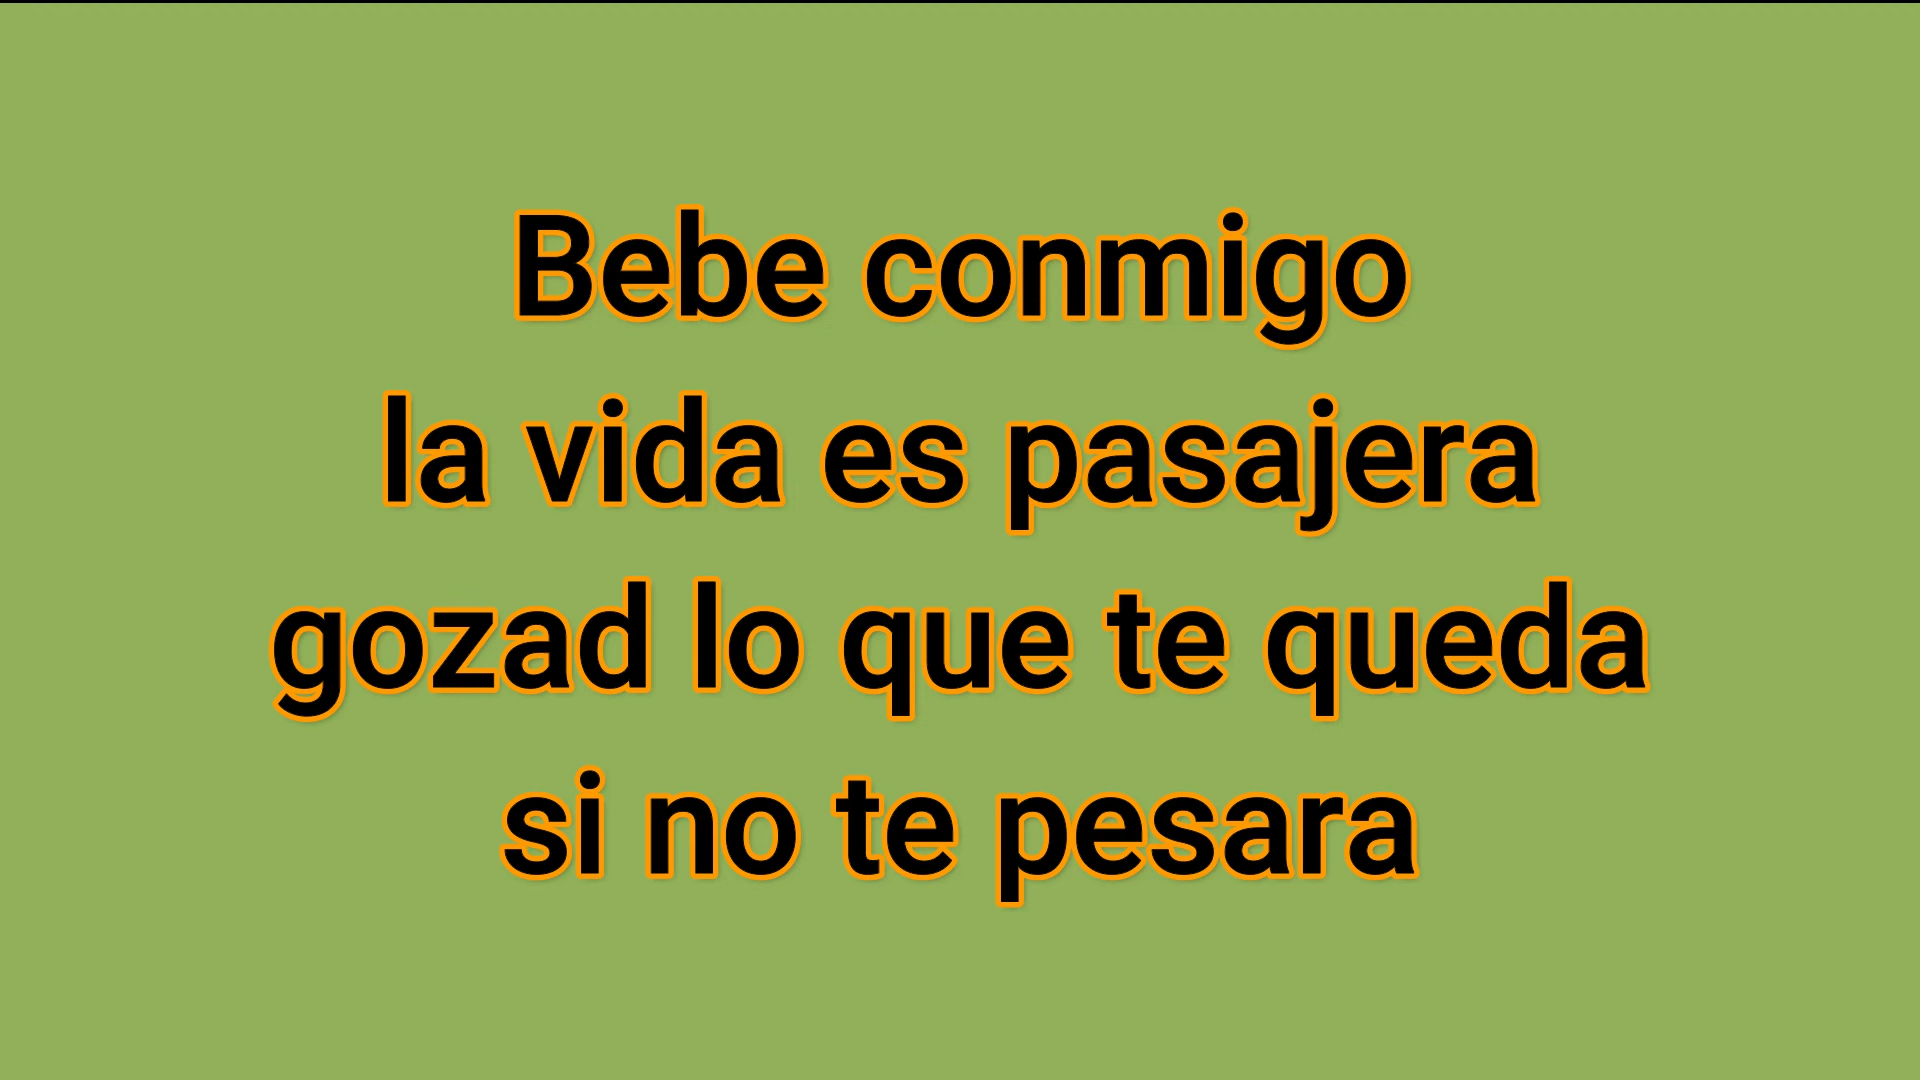 Bebe conmigo
la vida es pasajera
gozad lo que te queda
si no te pesara